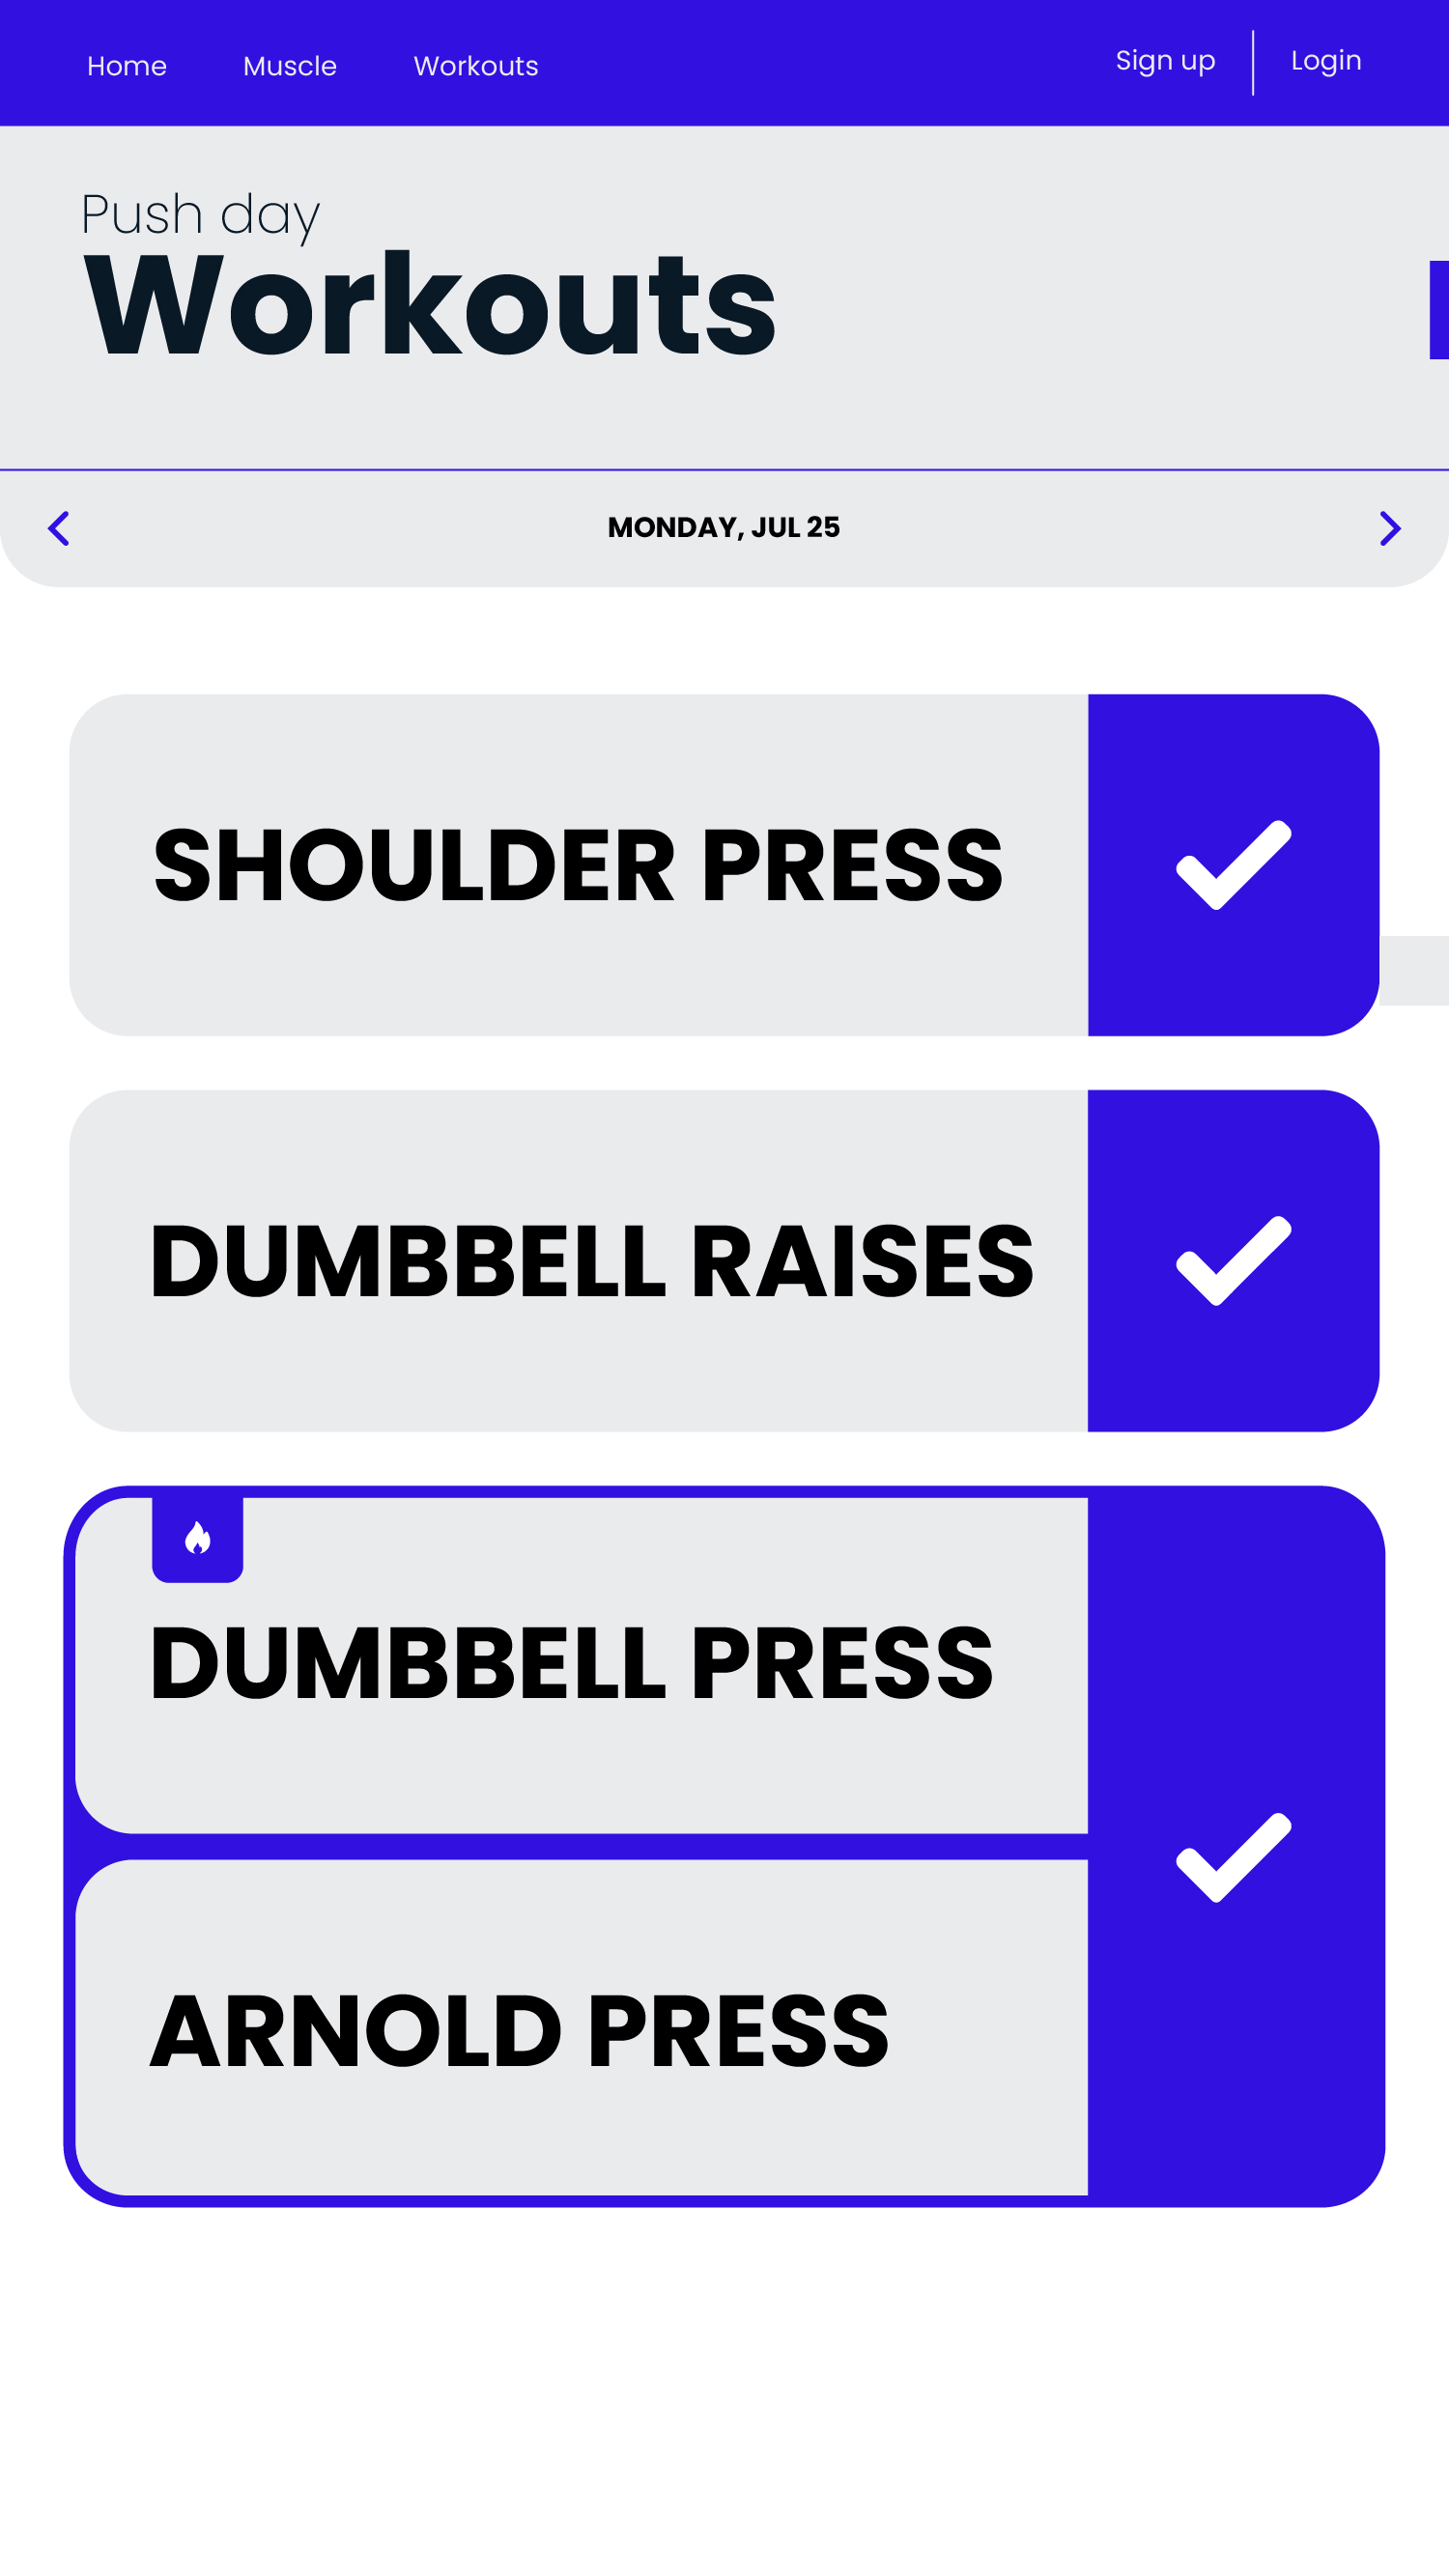 Home Muscle Workouts Sign up Login
Push day
Workouts
MONDAY, JUL 25
SHOULDER PRESS
DUMBBELL RAISES
DUMBBELL PRESS
ARNOLD PRESS